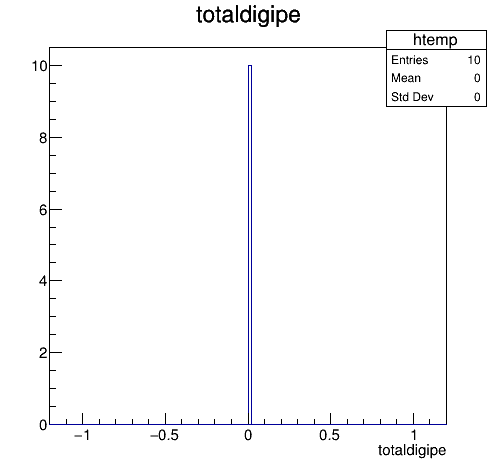 totaldigipe
htemp
Entries 10
Mean 0
Std Dev 0
10
8
6
4
2
0
−1 −0.5 0 0.5 1
totaldigipe